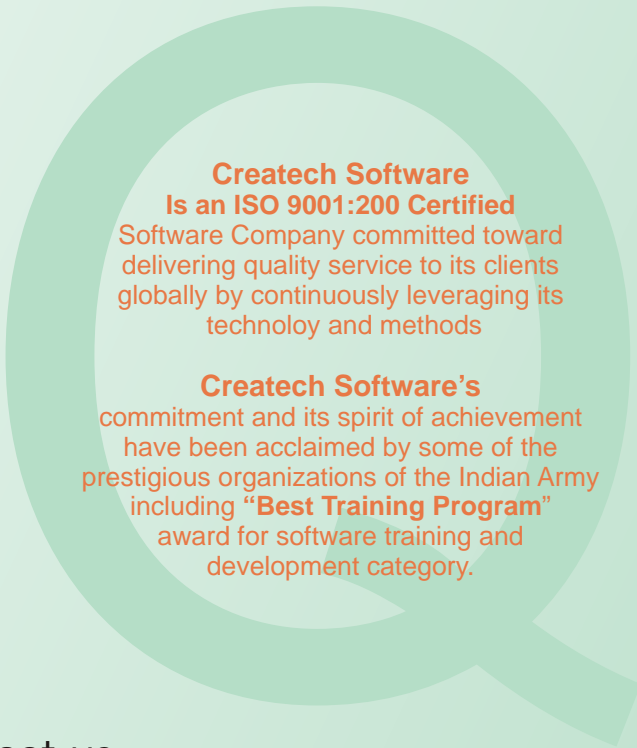 Createch Software
Is an ISO 9001:200 Certified
Software Company committed toward
delivering quality service to its clients
globally by continuously leveraging its
technoloy and methods
Createch Software’s
commitment and its spirit of achievement
have been acclaimed by some of the
prestigious organizations of the Indian Army
including “Best Training Program”
award for software training and
development category.